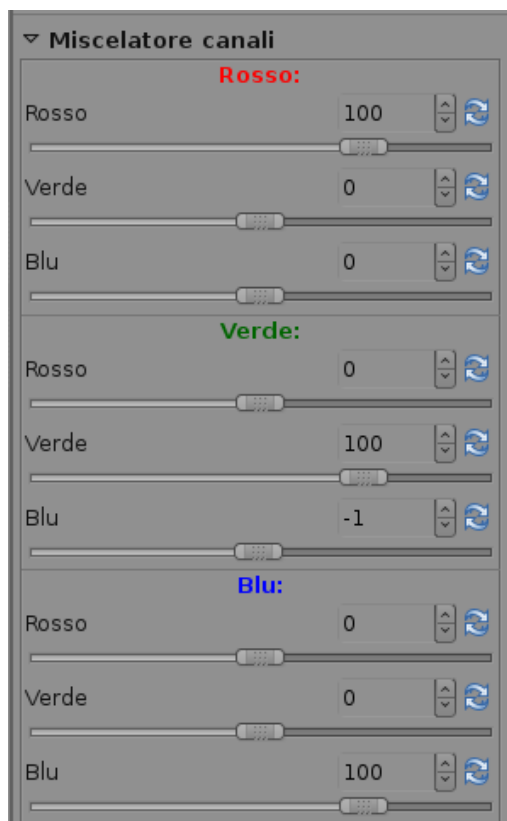 Miscelatore canali
Rosso:
Rosso 100
Verde 0
Blu 0
Verde:
Rosso 0
Verde 100
Blu -1
Blu:
Rosso 0
Verde 0
Blu 100